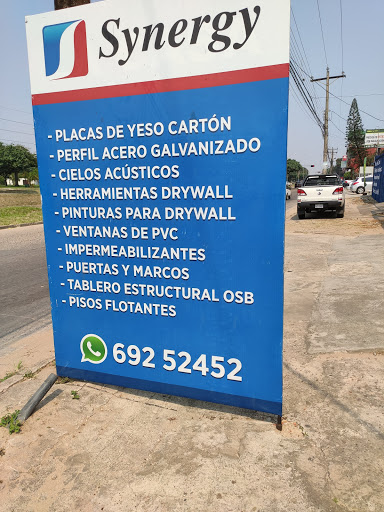 Synergy
- PLACAS DE YESO CARTÓN
- PERFIL ACERO GALVANIZADO
- CIELOS ACÚSTICOS
- HERRAMIENTAS DRYWALL
- PINTURAS PARA DRYWALL
- VENTANAS DE PVC
- IMPERMEABILIZANTES
- PUERTAS Y MARCOS
- TABLERO ESTRUCTURAL OSB
- PISOS FLOTANTES
692 52452